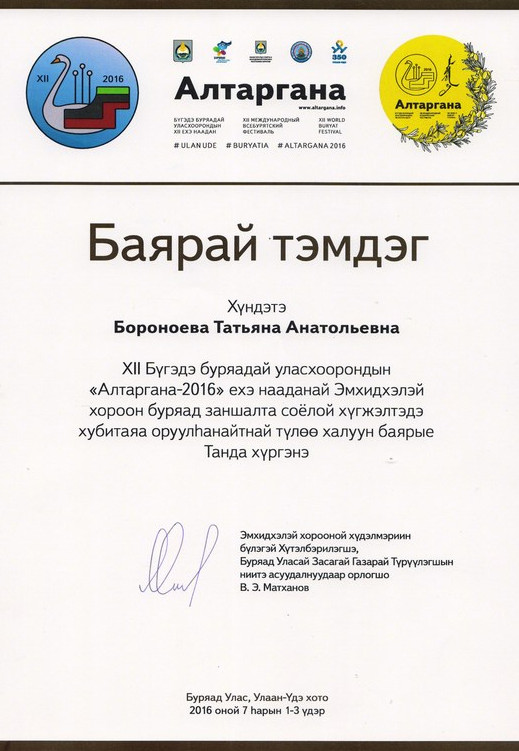 XII 2016
350
Алтаргана
www.altargana.info
БҮГЭДЭ БУРЯАДАЙ
УЛАСХООРОНДЫН
XII ЕХЭ НААДАН
XII МЕЖДУНАРОДНЫЙ
ВСЕБУРЯТСКИЙ
ФЕСТИВАЛЬ
XII WORLD
BURYAT
FESTIVAL
# ULAN UDE # BURYATIA # ALTARGANA 2016
Алтаргана
Баярай тэмдэг
Хүндэтэ
Бороноева Татьяна Анатольевна
XII Бүгэдэ буряадай уласхоорондын
«Алтаргана-2016» ехэ нааданай Эмхидхэлэй
хороон буряад заншалта соёлой хүгжэлтэдэ
хубитаяа оруулһанайтнай түлөө халуун баярые
Танда хүргэнэ
Эмхидхэлэй хорооной хүдэлмэриин
бүлэгэй Хүтэлбэрилэгшэ,
Буряад Уласай Засагай Газарай Түрүүлэгшын
ниитэ асуудалнуудаар орлогшо
В. Э. Матханов
Буряад Улас, Улаан-Үдэ хото
2016 оной 7 һарын 1-3 үдэр